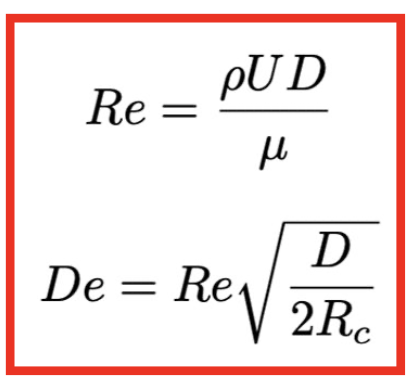 Re = \frac{\rho U D}{\mu}
De = Re \sqrt{\frac{D}{2R_c}}